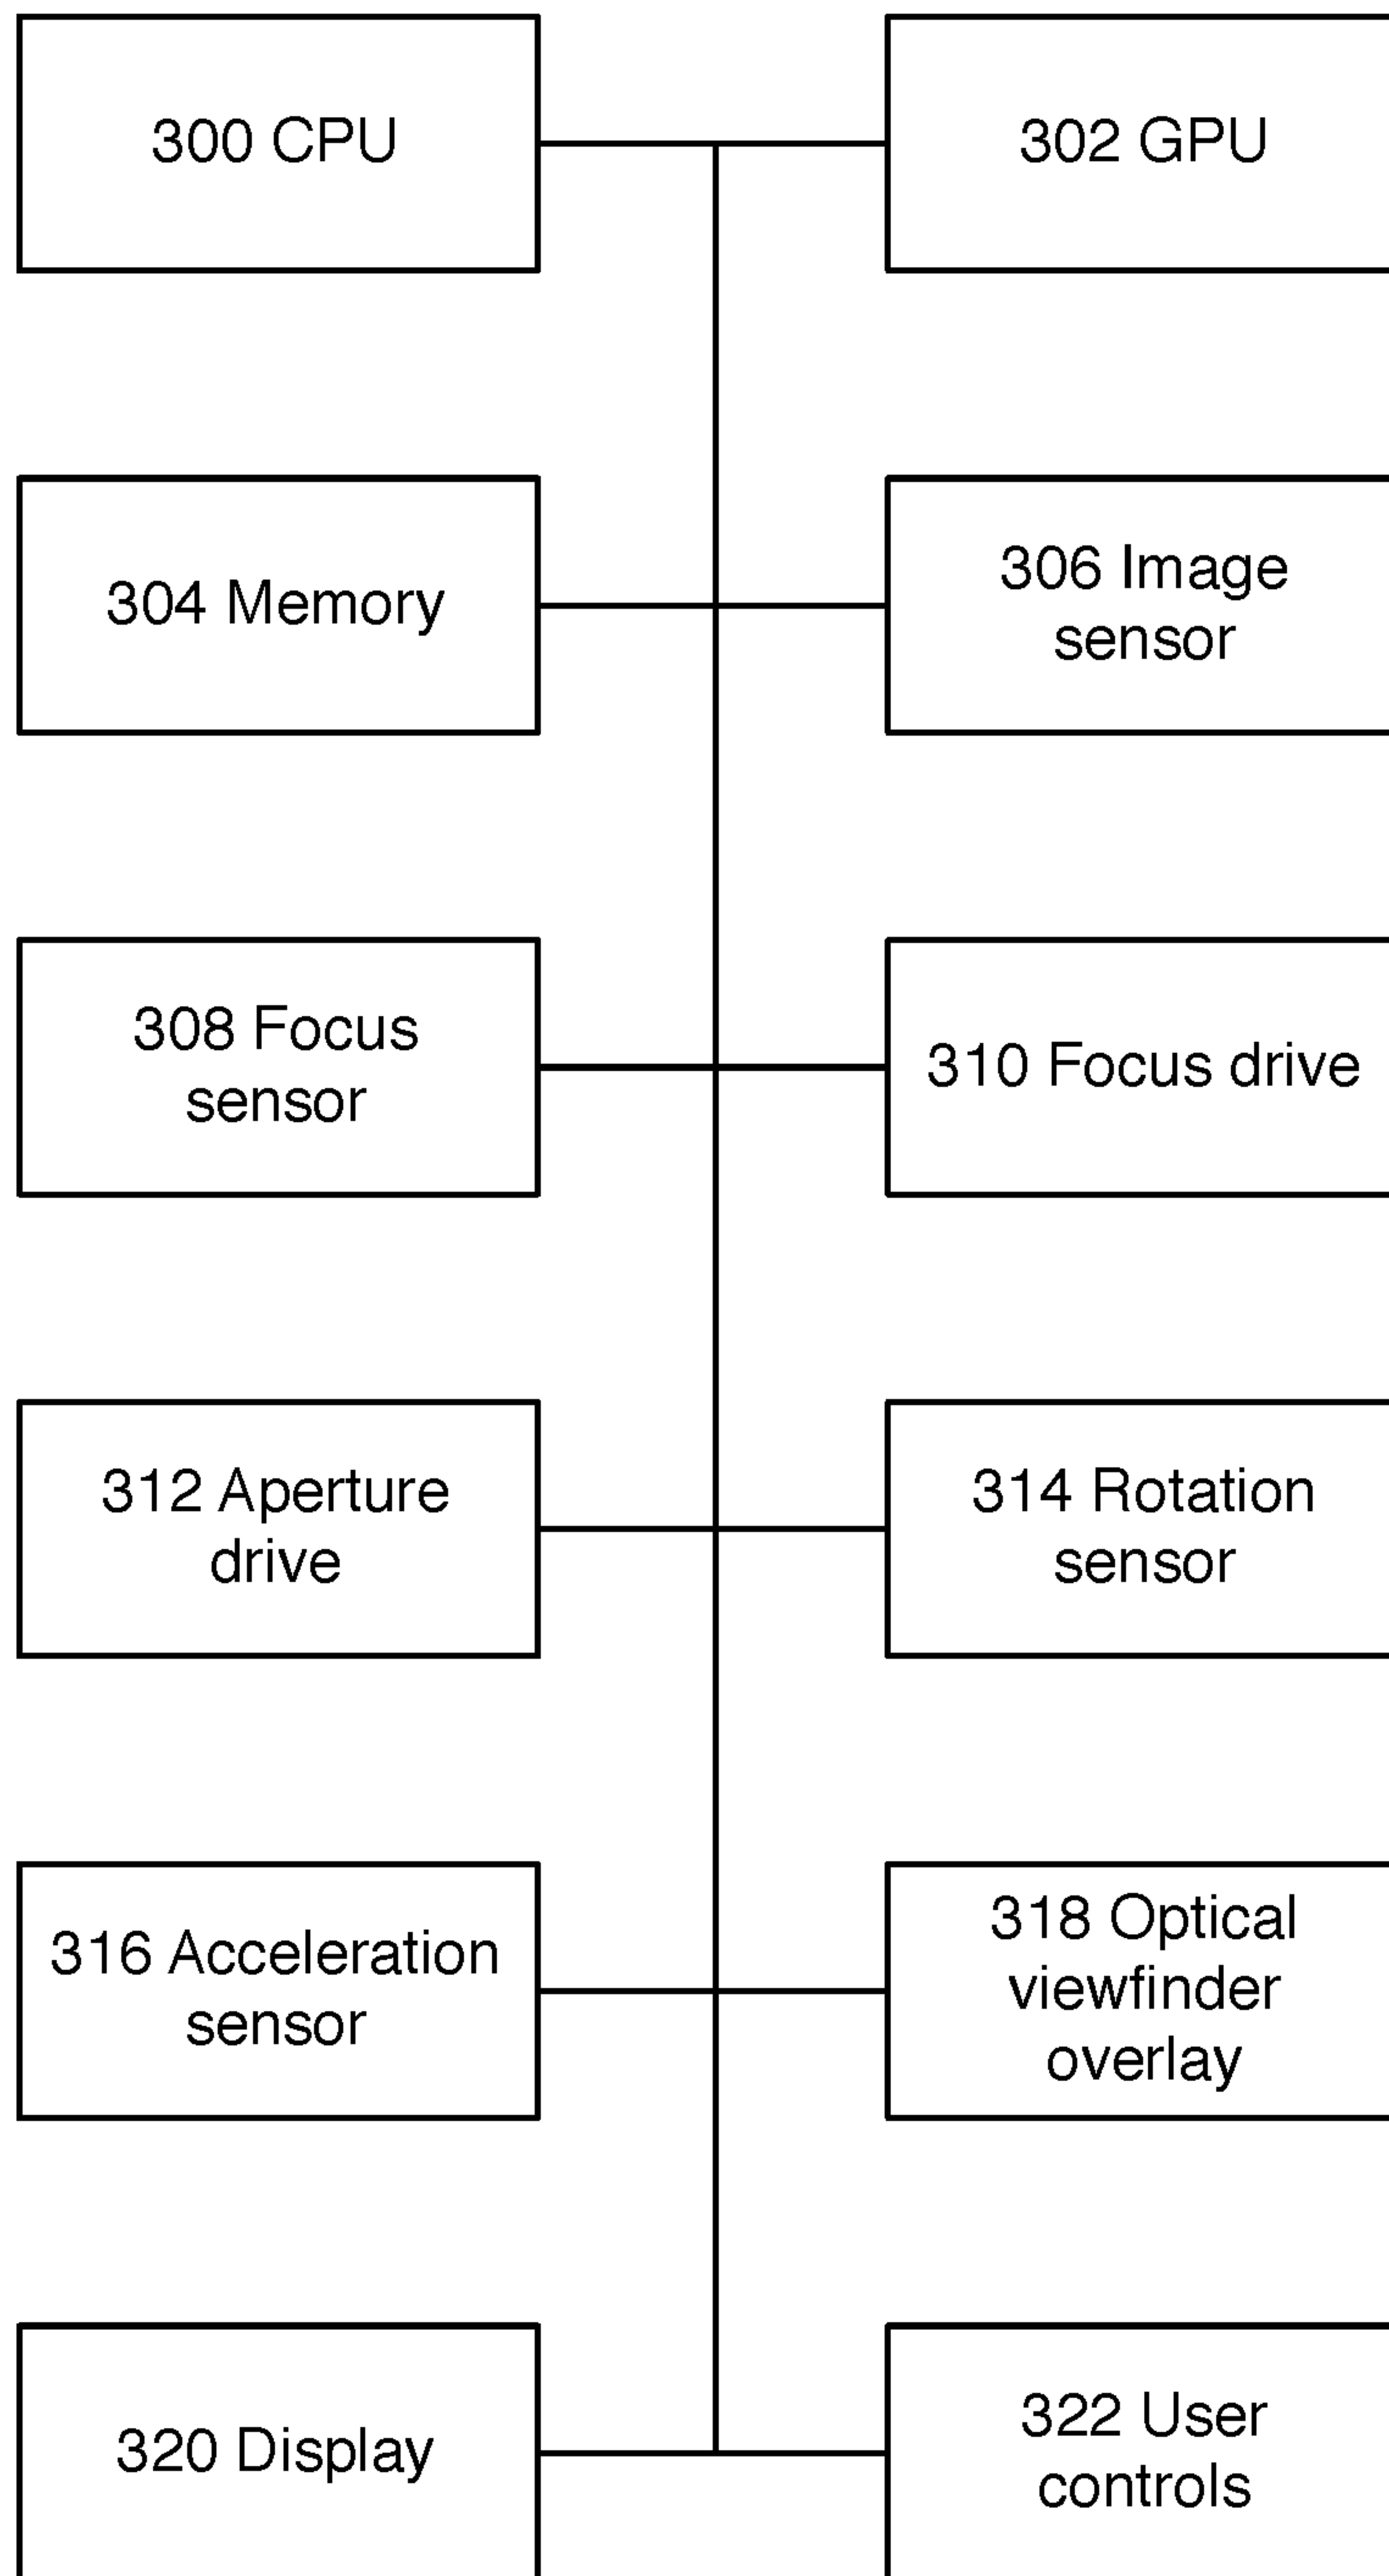 300 CPU
302 GPU
304 Memory
306 Image
sensor
308 Focus
sensor
310 Focus drive
312 Aperture
drive
314 Rotation
sensor
316 Acceleration
sensor
318 Optical
viewfinder
overlay
320 Display
322 User
controls